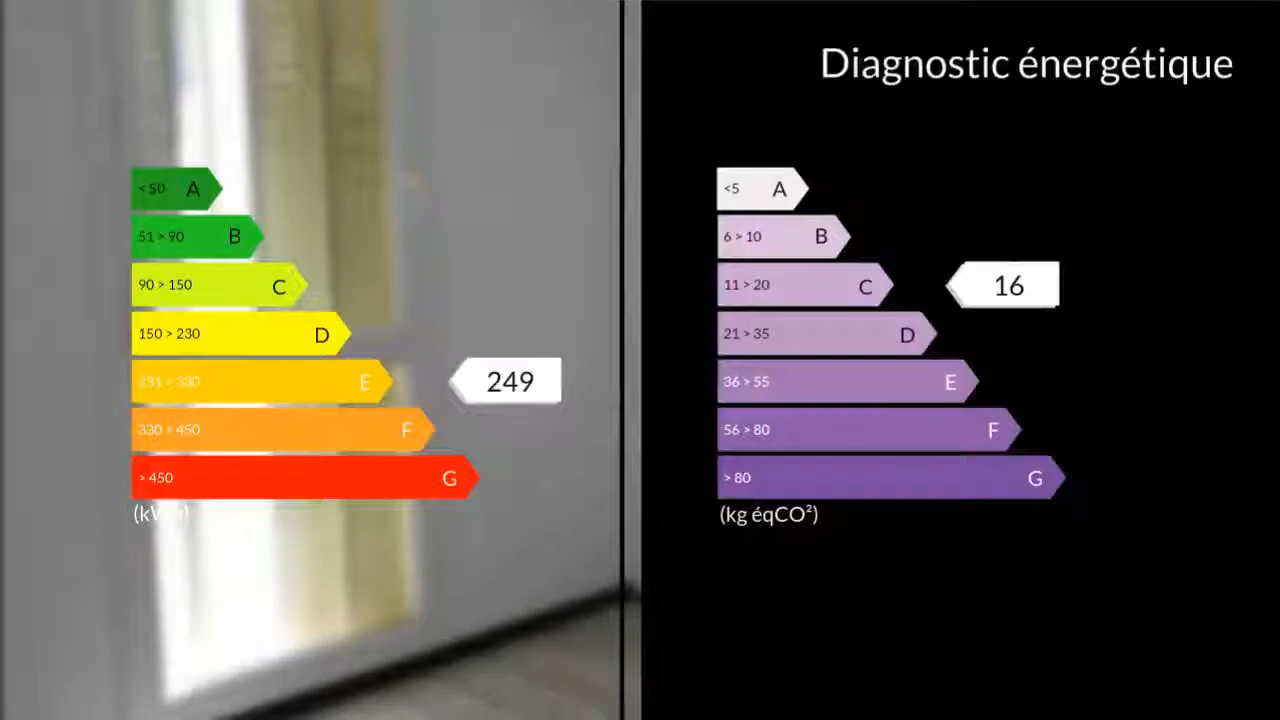 Diagnostic énergétique
<50 A
51 > 90 B
90 > 150 C
150 > 230 D
231 > 330 E
249
330 > 450 F
> 450 G
<5 A
6 > 10 B
11 > 20 C
16
21 > 35 D
36 > 55 E
56 > 80 F
> 80 G
(kg éqCO²)